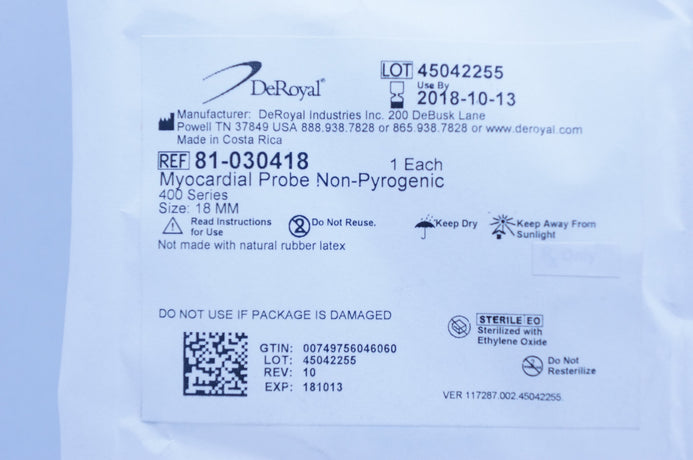 DeRoyal®
LOT 45042255
Use By
2018-10-13
Manufacturer: DeRoyal Industries Inc. 200 DeBusk Lane
Powell TN 37849 USA 888.938.7828 or 865.938.7828 or www.deroyal.com
Made in Costa Rica
REF 81-030418 1 Each
Myocardial Probe Non-Pyrogenic
400 Series
Size: 18 MM
Read Instructions
for Use
Do Not Reuse.
Keep Dry
Keep Away From
Sunlight
Not made with natural rubber latex
Rx Only
DO NOT USE IF PACKAGE IS DAMAGED
STERILE EO
Sterilized with
Ethylene Oxide
GTIN: 00749756046060
LOT: 45042255
REV: 10
EXP: 181013
Do Not
Resterilize
VER 117287.002.45042255.